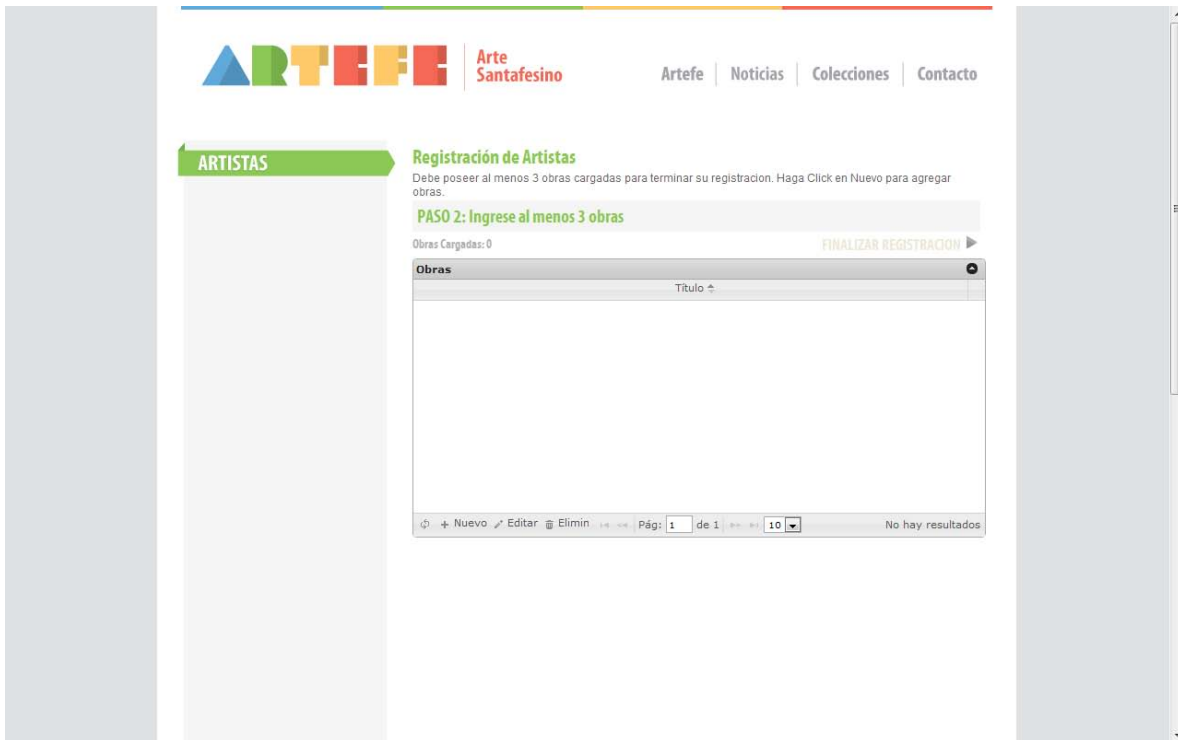 ARTEFE
Arte
Santafesino
Artefe Noticias Colecciones Contacto
ARTISTAS
Registración de Artistas
Debe poseer al menos 3 obras cargadas para terminar su registracion. Haga Click en Nuevo para agregar
obras.
PASO 2: Ingrese al menos 3 obras
Obras Cargadas: 0 FINALIZAR REGISTRACION
Obras
Título
Nuevo Editar Elimin Pág: 1 de 1 10 No hay resultados